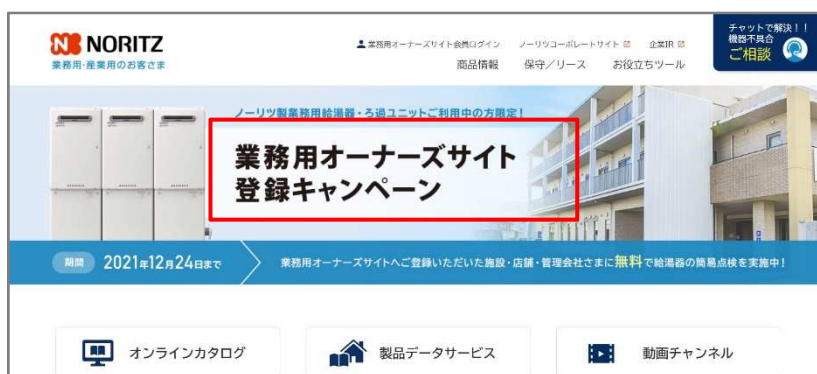 NORITZ
業務用・産業用のお客さま
業務用オーナーズサイト会員ログイン ノーリツコーポレートサイト 企業IR
商品情報 保守／リース お役立ちツール
チャットで解決！！
機器不具合
ご相談
ノーリツ製業務用給湯器・ろ過ユニットご利用中の方限定！
業務用オーナーズサイト
登録キャンペーン
期間 2021年12月24日まで
業務用オーナーズサイトへご登録いただいた施設・店舗・管理会社さまに無料で給湯器の簡易点検を実施中！
オンラインカタログ
製品データサービス
動画チャンネル